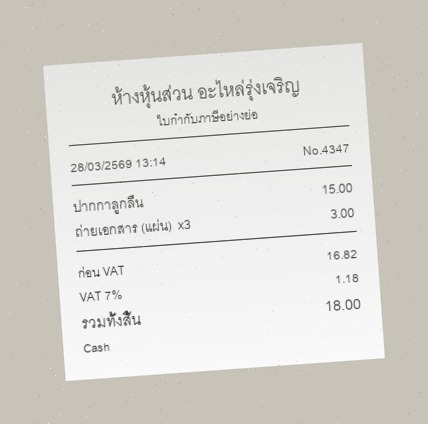 ห้างหุ้นส่วน อะไหล่รุ่งเจริญ
ใบกำกับภาษีอย่างย่อ
28/03/2569 13:14 No.4347
ปากกาลูกลื่น 15.00
ถ่ายเอกสาร (แผ่น) x3 3.00
ก่อน VAT 16.82
VAT 7% 1.18
รวมทั้งสิ้น 18.00
Cash